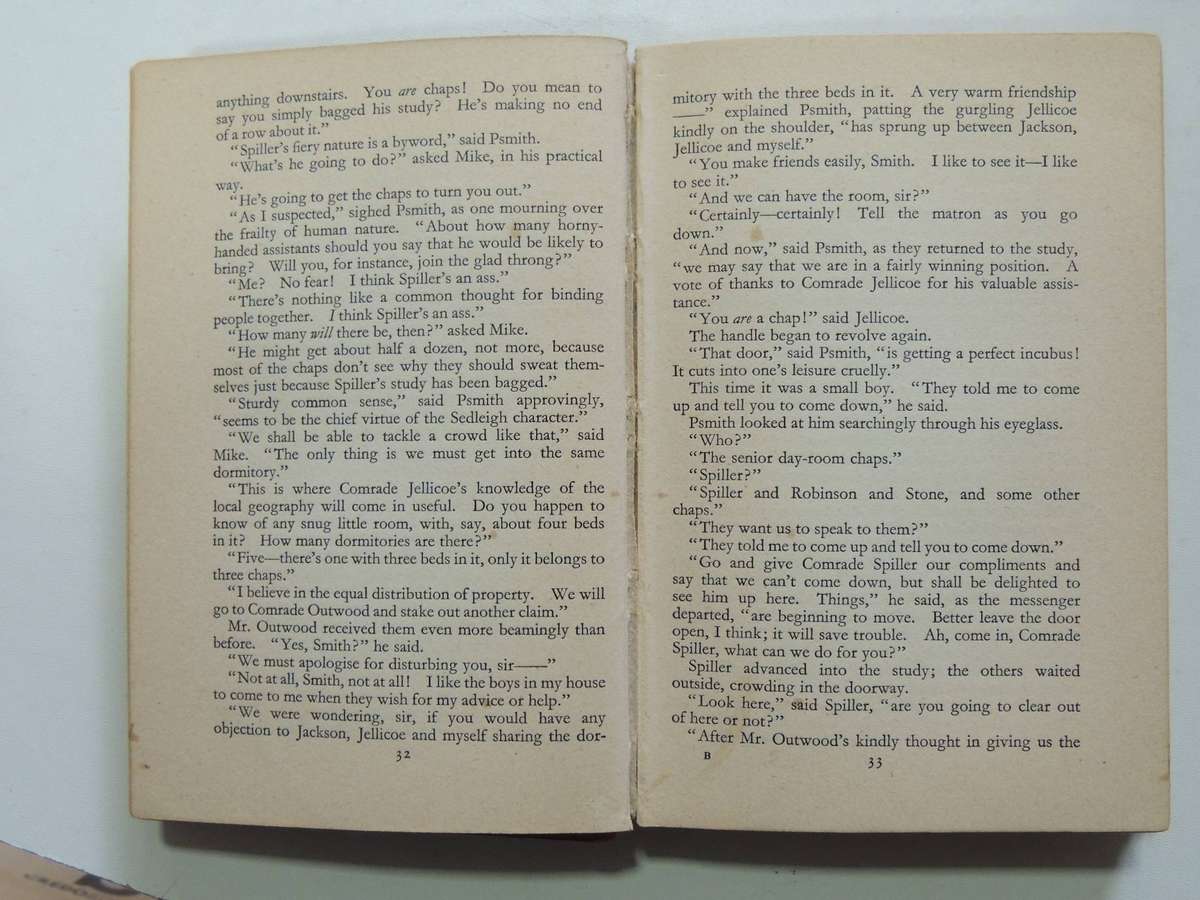 anything downstairs. You are chaps! Do you mean to
say you simply bagged his study? He's making no end
of a row about it."
"Spiller's fiery nature is a byword," said Psmith.
"What's he going to do?" asked Mike, in his practical
way.
"He's going to get the chaps to turn you out."
"As I suspected," sighed Psmith, as one mourning over
the frailty of human nature. "About how many horny-
handed assistants should you say that he would be likely to
bring? Will you, for instance, join the glad throng?"
"Me? No fear! I think Spiller's an ass."
"There's nothing like a common thought for binding
people together. I think Spiller's an ass."
"How many will there be, then?" asked Mike.
"He might get about half a dozen, not more, because
most of the chaps don't see why they should sweat them-
selves just because Spiller's study has been bagged."
"Sturdy common sense," said Psmith approvingly,
"seems to be the chief virtue of the Sedleigh character."
"We shall be able to tackle a crowd like that," said
Mike. "The only thing is we must get into the same
dormitory."
"This is where Comrade Jellicoe's knowledge of the
local geography will come in useful. Do you happen to
know of any snug little room, with, say, about four beds
in it? How many dormitories are there?"
"Five—there's one with three beds in it, only it belongs to
three chaps."
"I believe in the equal distribution of property. We will
go to Comrade Outwood and stake out another claim."
Mr. Outwood received them even more beamingly than
before. "Yes, Smith?" he said.
"We must apologise for disturbing you, sir——"
"Not at all, Smith, not at all! I like the boys in my house
to come to me when they wish for my advice or help."
"We were wondering, sir, if you would have any
objection to Jackson, Jellicoe and myself sharing the dor-
32
mitory with the three beds in it. A very warm friendship
——" explained Psmith, patting the gurgling Jellicoe
kindly on the shoulder, "has sprung up between Jackson,
Jellicoe and myself."
"You make friends easily, Smith. I like to see it—I like
to see it."
"And we can have the room, sir?"
"Certainly—certainly! Tell the matron as you go
down."
"And now," said Psmith, as they returned to the study,
"we may say that we are in a fairly winning position. A
vote of thanks to Comrade Jellicoe for his valuable assis-
tance."
"You are a chap!" said Jellicoe.
The handle began to revolve again.
"That door," said Psmith, "is getting a perfect incubus!
It cuts into one's leisure cruelly."
This time it was a small boy. "They told me to come
up and tell you to come down," he said.
Psmith looked at him searchingly through his eyeglass.
"Who?"
"The senior day-room chaps."
"Spiller?"
"Spiller and Robinson and Stone, and some other
chaps."
"They want us to speak to them?"
"They told me to come up and tell you to come down."
"Go and give Comrade Spiller our compliments and
say that we can't come down, but shall be delighted to
see him up here. Things," he said, as the messenger
departed, "are beginning to move. Better leave the door
open, I think; it will save trouble. Ah, come in, Comrade
Spiller, what can we do for you?"
Spiller advanced into the study; the others waited
outside, crowding in the doorway.
"Look here," said Spiller, "are you going to clear out
of here or not?"
"After Mr. Outwood's kindly thought in giving us the
B
33